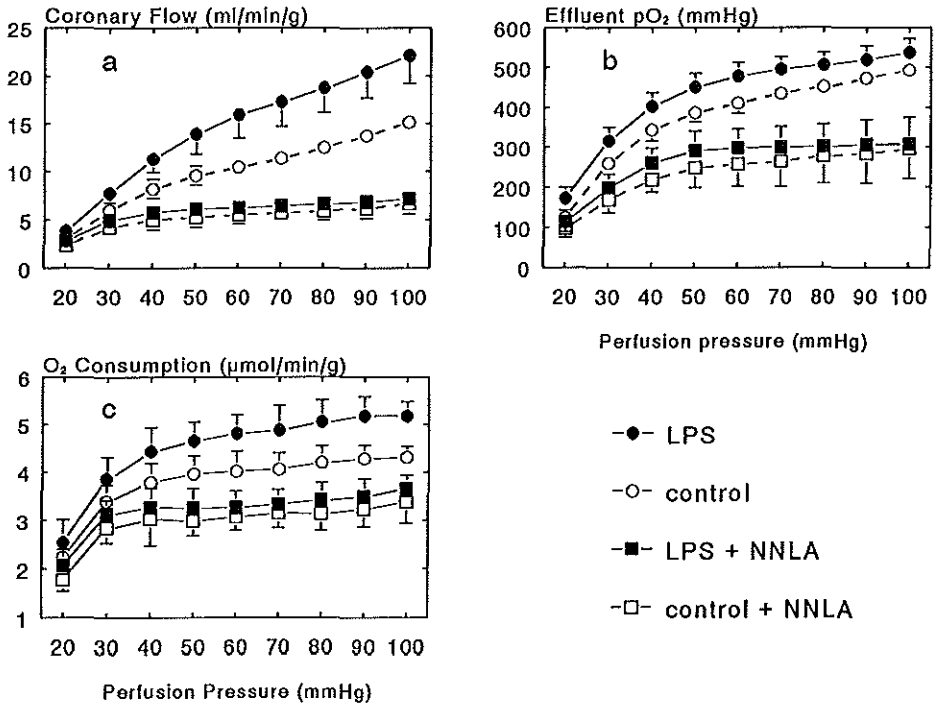 Coronary Flow (ml/min/g)
25
20
15
10
5
0
a
20 30 40 50 60 70 80 90 100
Effluent pO₂ (mmHg)
600
500
400
300
200
100
0
b
20 30 40 50 60 70 80 90 100
Perfusion pressure (mmHg)
O₂ Consumption (μmol/min/g)
6
5
4
3
2
1
c
20 30 40 50 60 70 80 90 100
Perfusion Pressure (mmHg)
LPS
control
LPS + NNLA
control + NNLA